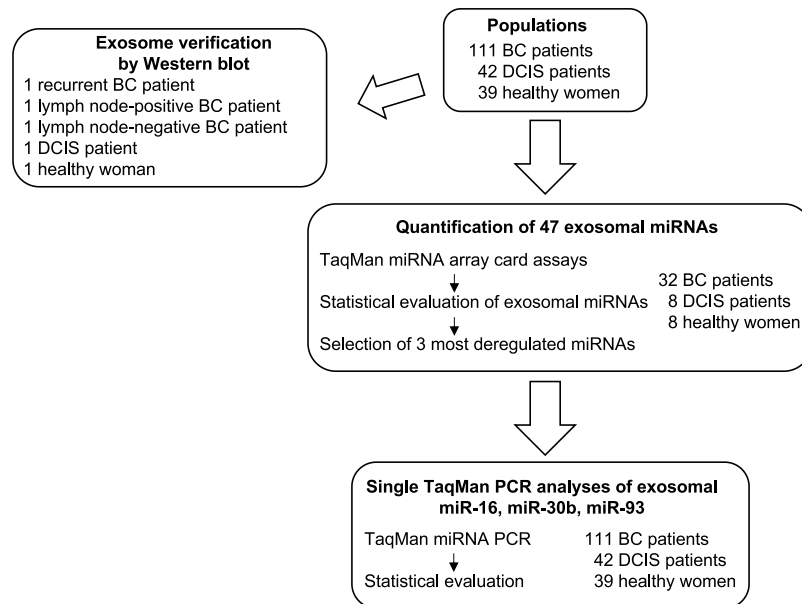 Populations
111 BC patients
42 DCIS patients
39 healthy women
Exosome verification
by Western blot
1 recurrent BC patient
1 lymph node-positive BC patient
1 lymph node-negative BC patient
1 DCIS patient
1 healthy woman
Quantification of 47 exosomal miRNAs
TaqMan miRNA array card assays
Statistical evaluation of exosomal miRNAs
Selection of 3 most deregulated miRNAs
32 BC patients
8 DCIS patients
8 healthy women
Single TaqMan PCR analyses of exosomal
miR-16, miR-30b, miR-93
TaqMan miRNA PCR
Statistical evaluation
111 BC patients
42 DCIS patients
39 healthy women